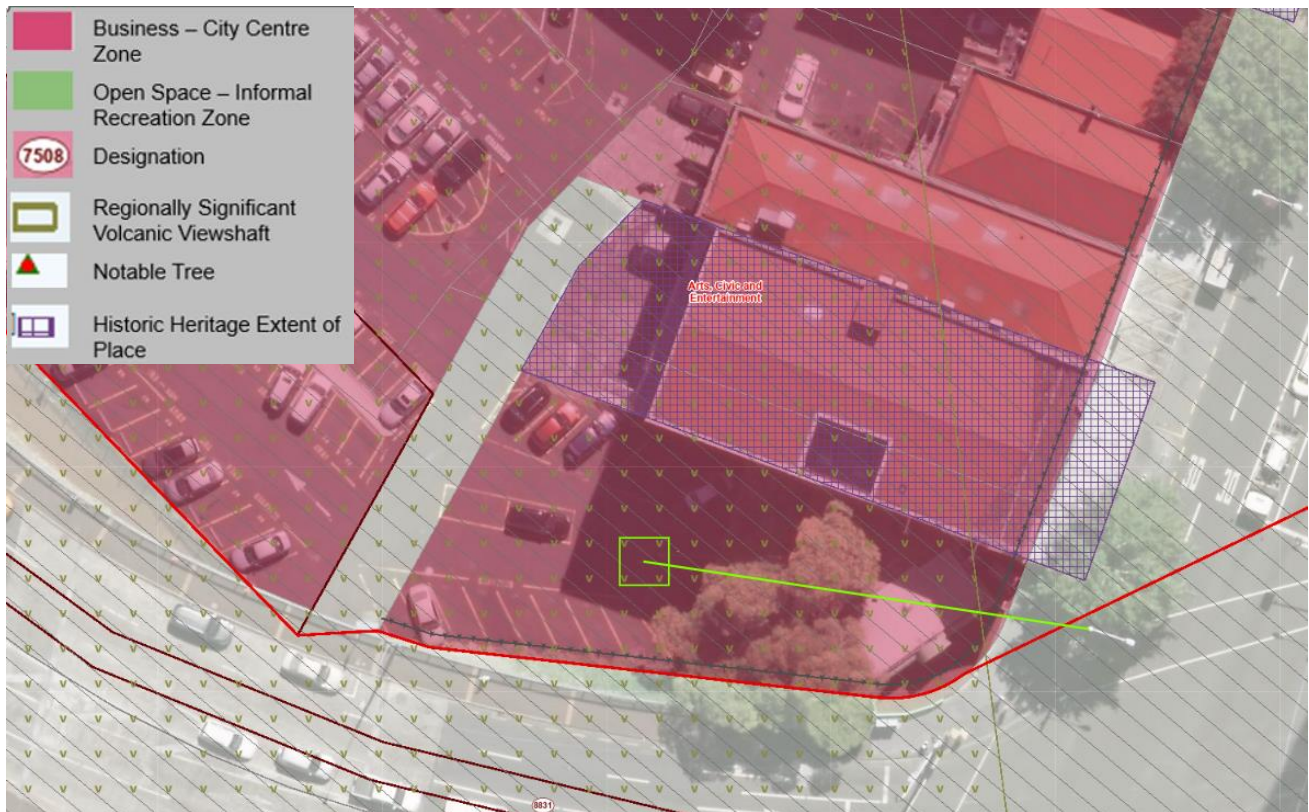 Business – City Centre
Zone
Open Space – Informal
Recreation Zone
7508
Designation
Regionally Significant
Volcanic Viewshaft
Notable Tree
Historic Heritage Extent of
Place
Arts, Civic and
Entertainment
8831